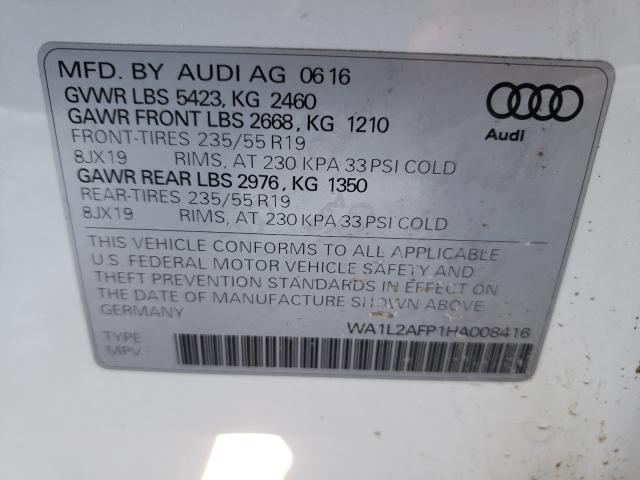 MFD. BY AUDI AG 06 16
GVWR LBS 5423, KG 2460
GAWR FRONT LBS 2668, KG 1210
FRONT-TIRES 235/55 R19
8JX19 RIMS, AT 230 KPA 33 PSI COLD
GAWR REAR LBS 2976, KG 1350
REAR-TIRES 235/55 R19
8JX19 RIMS, AT 230 KPA 33 PSI COLD
Audi
THIS VEHICLE CONFORMS TO ALL APPLICABLE
U.S. FEDERAL MOTOR VEHICLE SAFETY AND
THEFT PREVENTION STANDARDS IN EFFECT ON
THE DATE OF MANUFACTURE SHOWN ABOVE
GERMANY
WA1L2AFP1HA008416
TYPE
MPV